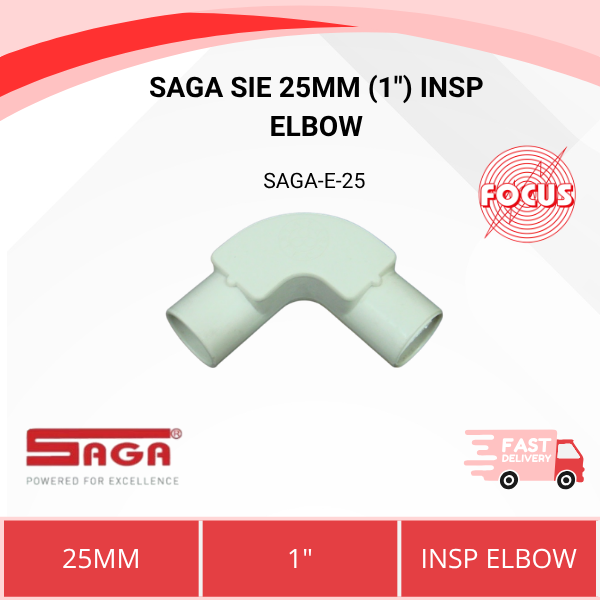 SAGA SIE 25MM (1") INSP
ELBOW
SAGA-E-25
FOCUS
SAGA®
POWERED FOR EXCELLENCE
FAST
DELIVERY
25MM
1"
INSP ELBOW